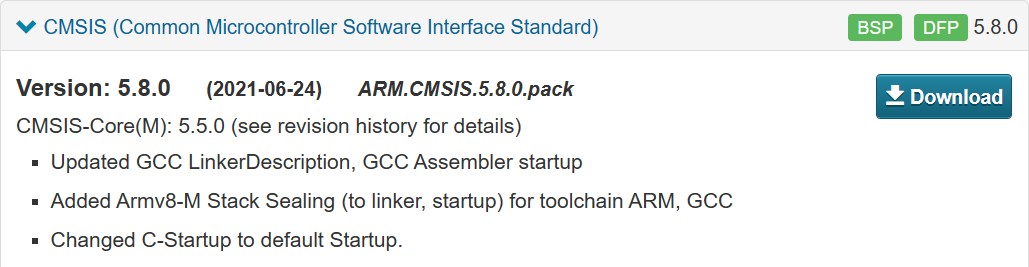 CMSIS (Common Microcontroller Software Interface Standard) BSP DFP 5.8.0
Version: 5.8.0 (2021-06-24) ARM.CMSIS.5.8.0.pack Download
CMSIS-Core(M): 5.5.0 (see revision history for details)
▪ Updated GCC LinkerDescription, GCC Assembler startup
▪ Added Armv8-M Stack Sealing (to linker, startup) for toolchain ARM, GCC
▪ Changed C-Startup to default Startup.